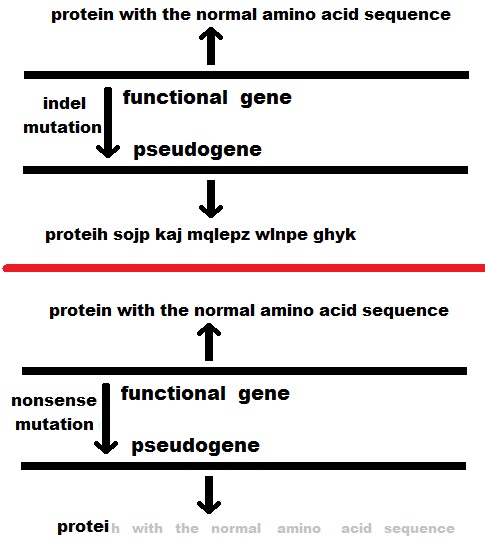 protein with the normal amino acid sequence
functional gene
indel
mutation
pseudogene
proteih sojp kaj mqlepz wlnpe ghyk
protein with the normal amino acid sequence
functional gene
nonsense
mutation
pseudogene
proteih with the normal amino acid sequence